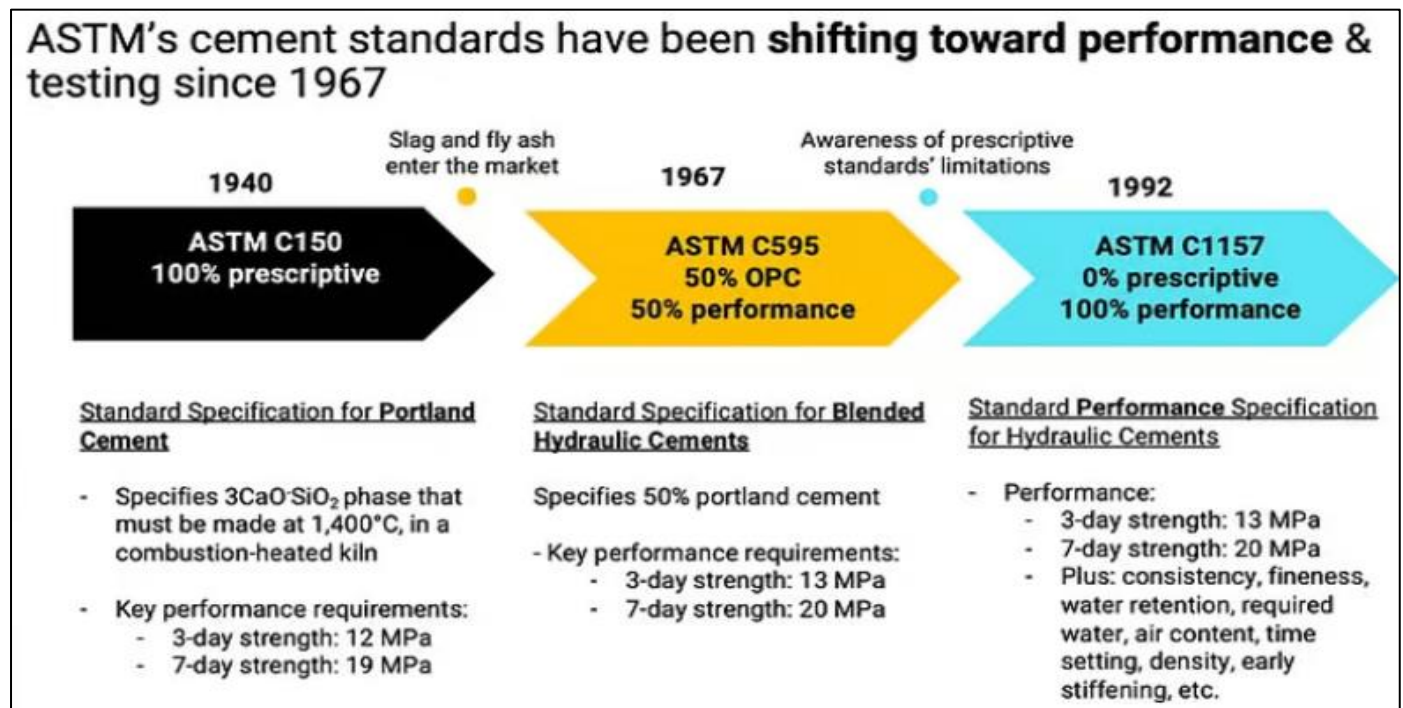 ASTM's cement standards have been shifting toward performance &
testing since 1967
Slag and fly ash
enter the market
Awareness of prescriptive
standards' limitations
1940
1967
1992
ASTM C150
100% prescriptive
ASTM C595
50% OPC
50% performance
ASTM C1157
0% prescriptive
100% performance
Standard Specification for Portland
Cement
- Specifies 3CaO·SiO₂ phase that
must be made at 1,400°C, in a
combustion-heated kiln
- Key performance requirements:
- 3-day strength: 12 MPa
- 7-day strength: 19 MPa
Standard Specification for Blended
Hydraulic Cements
Specifies 50% portland cement
- Key performance requirements:
- 3-day strength: 13 MPa
- 7-day strength: 20 MPa
Standard Performance Specification
for Hydraulic Cements
- Performance:
- 3-day strength: 13 MPa
- 7-day strength: 20 MPa
- Plus: consistency, fineness,
water retention, required
water, air content, time
setting, density, early
stiffening, etc.